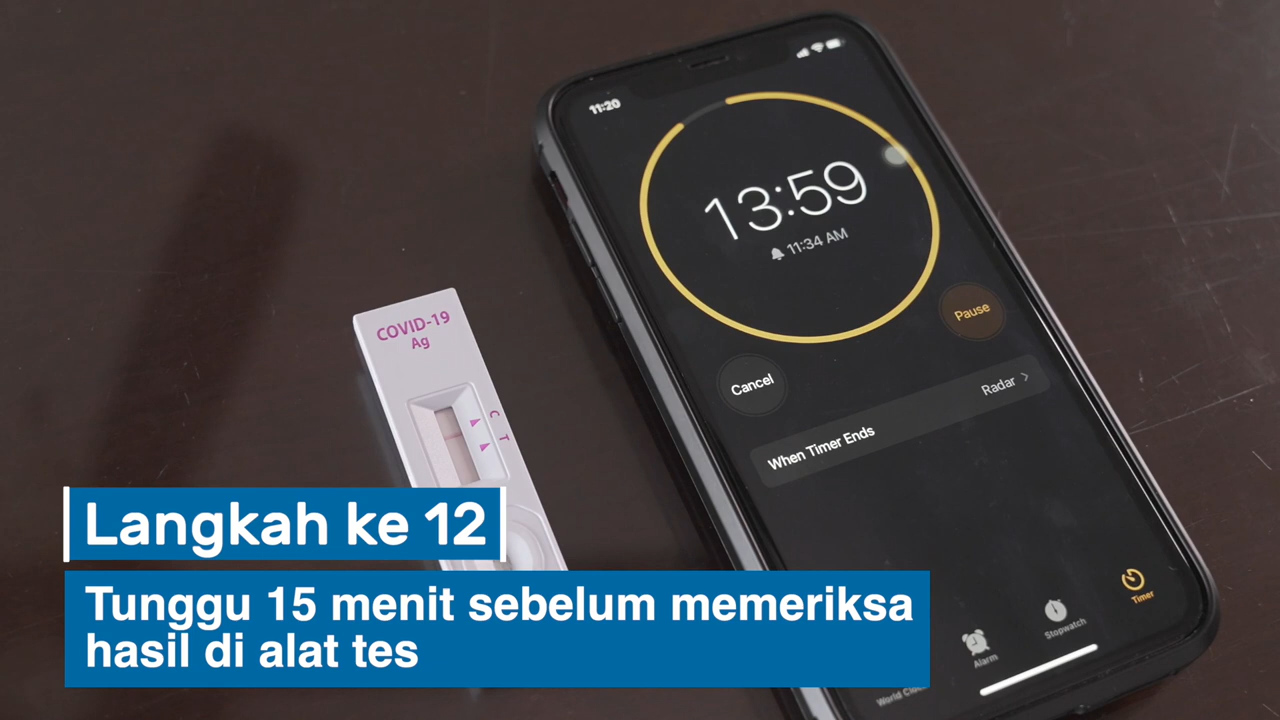 11:20
13:59
11:34 AM
Cancel
Pause
When Timer Ends
Radar
Alarm
Stopwatch
Timer
COVID-19
Ag
C
T
Langkah ke 12
Tunggu 15 menit sebelum memeriksa
hasil di alat tes